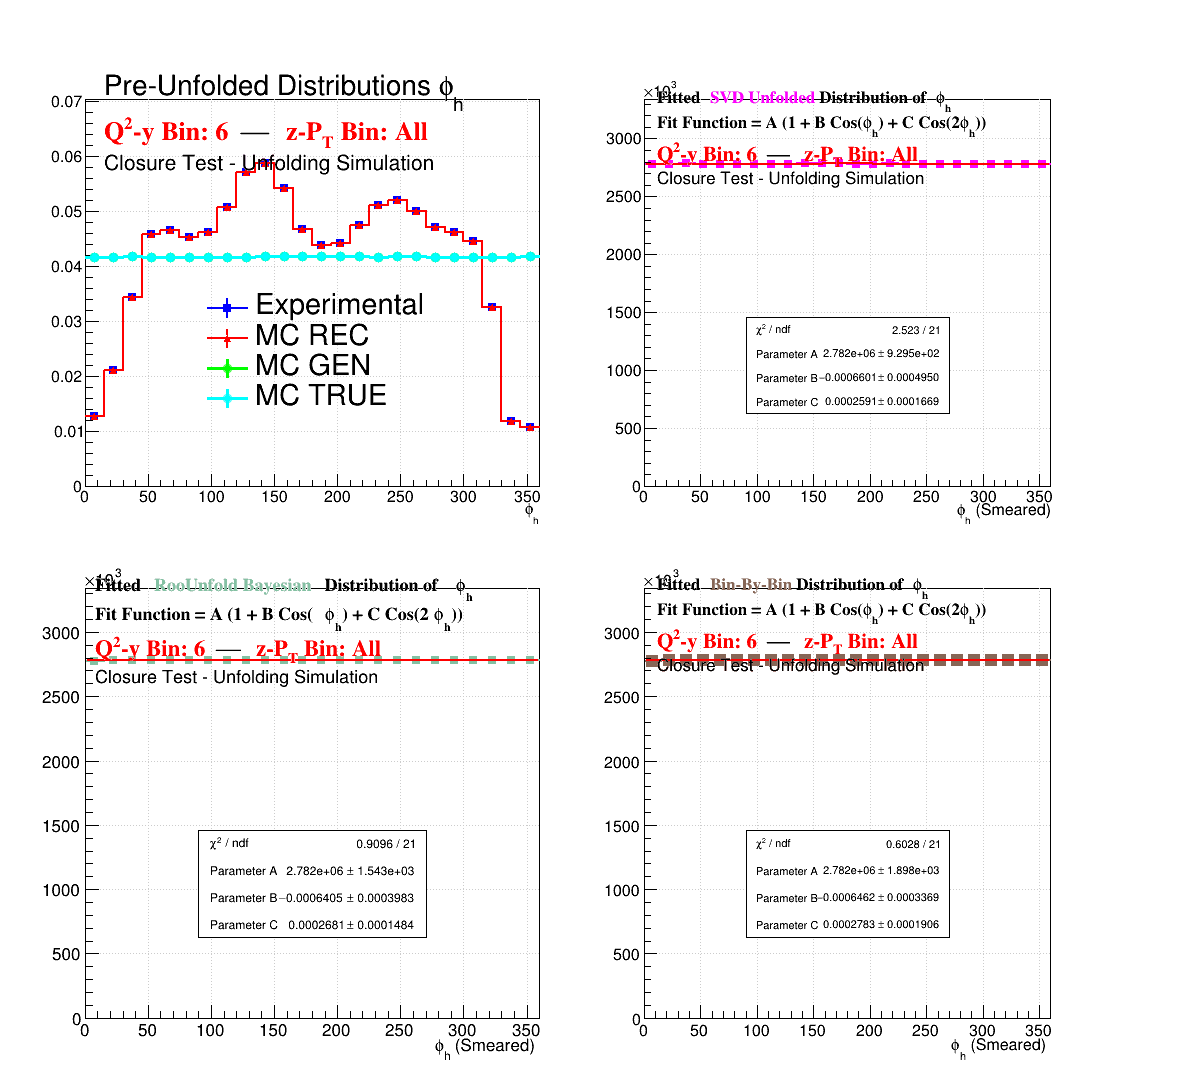 Pre-Unfolded Distributions ϕh
Q²-y Bin: 6 — z-PT Bin: All
Closure Test - Unfolding Simulation
0.07
0.06
0.05
0.04
0.03
0.02
0.01
0
Experimental
MC REC
MC GEN
MC TRUE
0 50 100 150 200 250 300 350
ϕh
×10³
Fitted SVD Unfolded Distribution of ϕh
Fit Function = A (1 + B Cos(ϕh) + C Cos(2ϕh))
Q²-y Bin: 6 — z-PT Bin: All
Closure Test - Unfolding Simulation
3000
2500
2000
1500
1000
500
0
χ² / ndf 2.523 / 21
Parameter A 2.782e+06 ± 9.295e+02
Parameter B −0.0006601 ± 0.0004950
Parameter C 0.0002591 ± 0.0001669
0 50 100 150 200 250 300 350
ϕh (Smeared)
×10³
Fitted RooUnfold Bayesian Distribution of ϕh
Fit Function = A (1 + B Cos( ϕh) + C Cos(2 ϕh))
Q²-y Bin: 6 — z-PT Bin: All
Closure Test - Unfolding Simulation
3000
2500
2000
1500
1000
500
0
χ² / ndf 0.9096 / 21
Parameter A 2.782e+06 ± 1.543e+03
Parameter B −0.0006405 ± 0.0003983
Parameter C 0.0002681 ± 0.0001484
0 50 100 150 200 250 300 350
ϕh (Smeared)
×10³
Fitted Bin-By-Bin Distribution of ϕh
Fit Function = A (1 + B Cos(ϕh) + C Cos(2ϕh))
Q²-y Bin: 6 — z-PT Bin: All
Closure Test - Unfolding Simulation
3000
2500
2000
1500
1000
500
0
χ² / ndf 0.6028 / 21
Parameter A 2.782e+06 ± 1.898e+03
Parameter B −0.0006462 ± 0.0003369
Parameter C 0.0002783 ± 0.0001906
0 50 100 150 200 250 300 350
ϕh (Smeared)